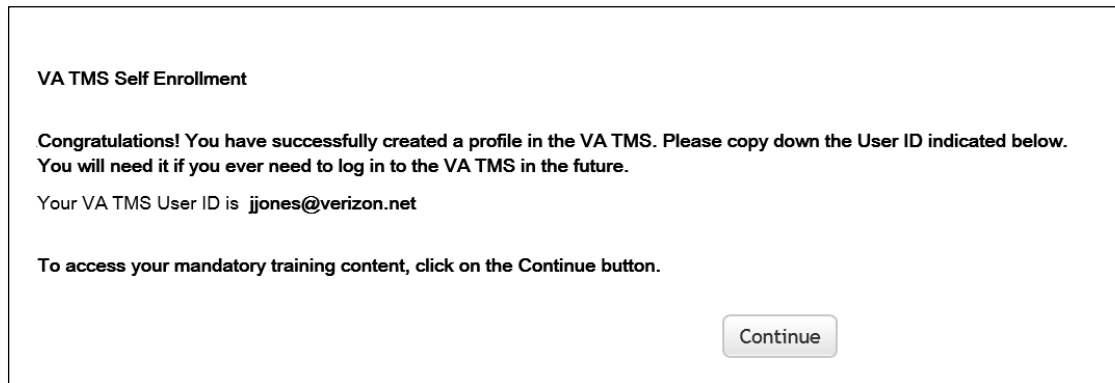 VA TMS Self Enrollment
Congratulations! You have successfully created a profile in the VA TMS. Please copy down the User ID indicated below.
You will need it if you ever need to log in to the VA TMS in the future.
Your VA TMS User ID is jjones@verizon.net
To access your mandatory training content, click on the Continue button.
Continue